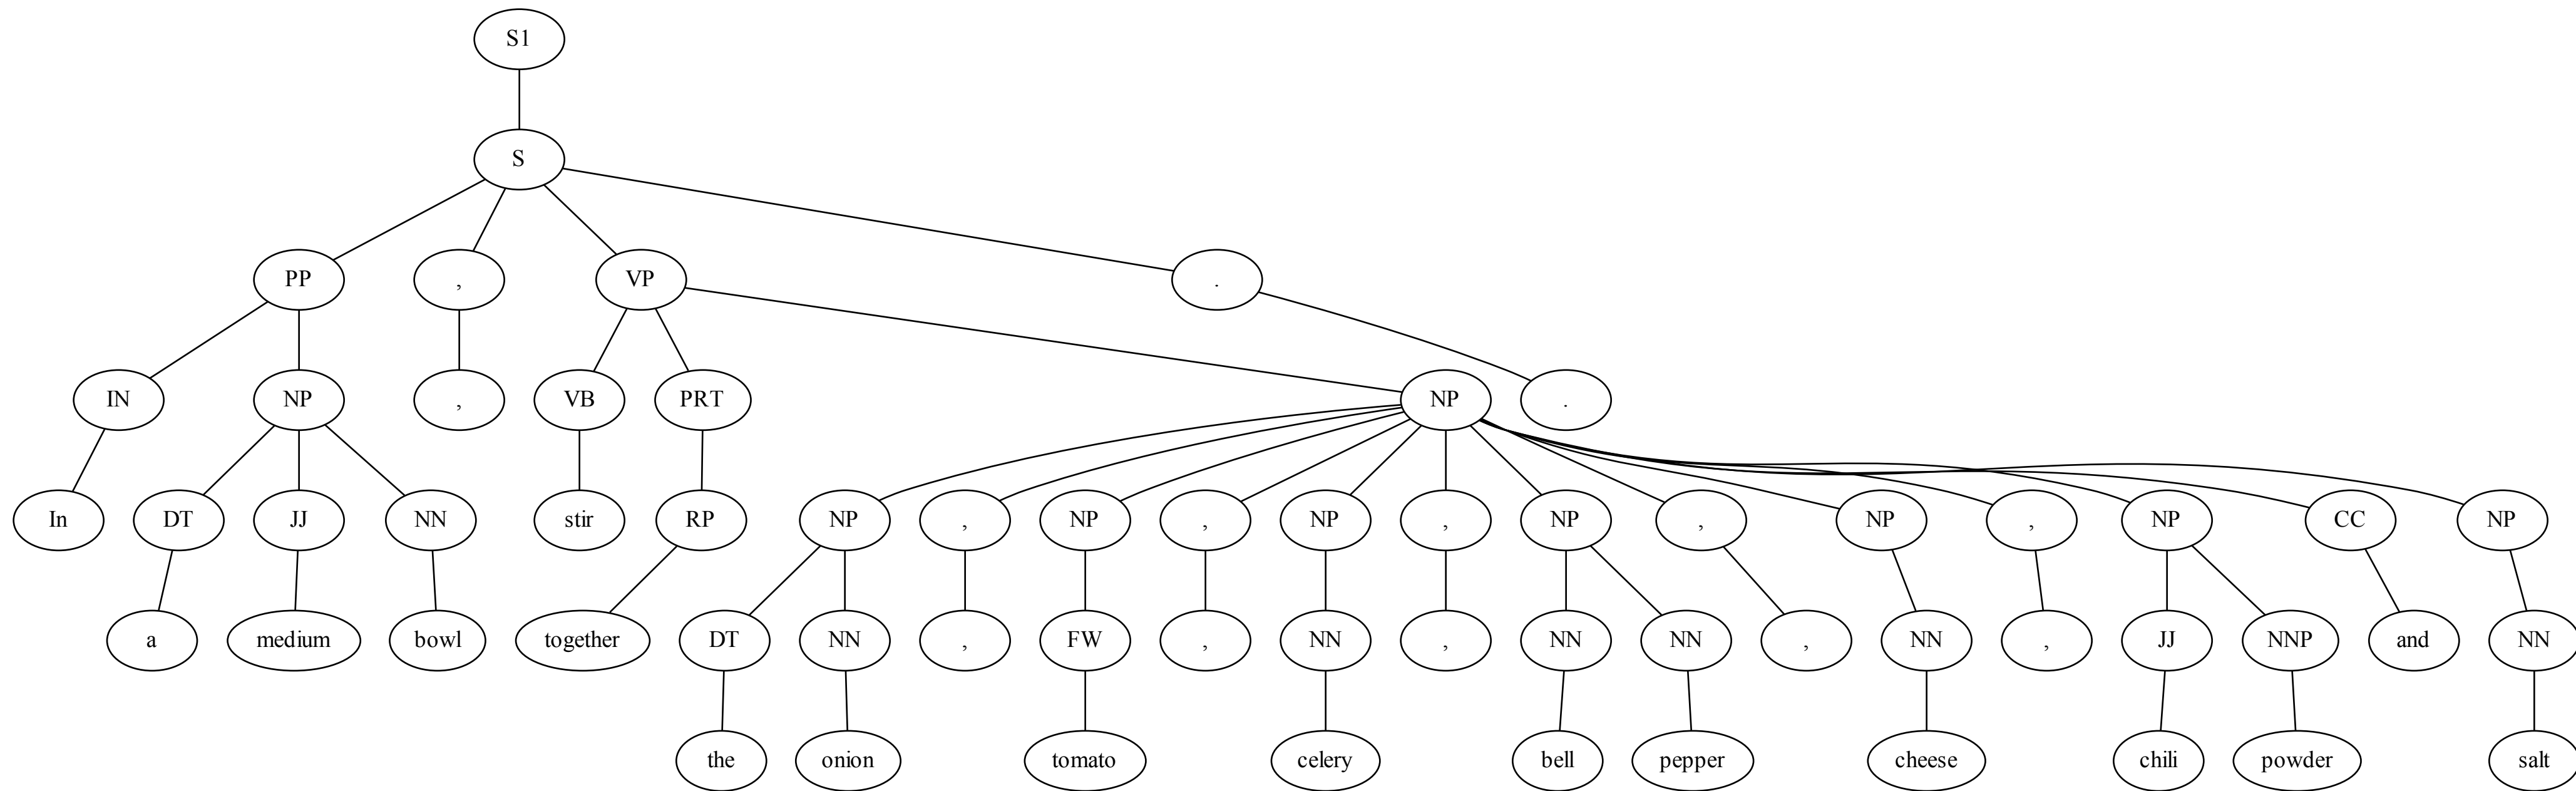 S1
S
PP , VP .
IN NP , VB PRT NP .
In DT JJ NN stir RP NP , NP , NP , NP , NP , NP CC NP
a medium bowl together DT NN , FW , NN , NN NN , NN , JJ NNP and NN
the onion tomato celery bell pepper cheese chili powder salt